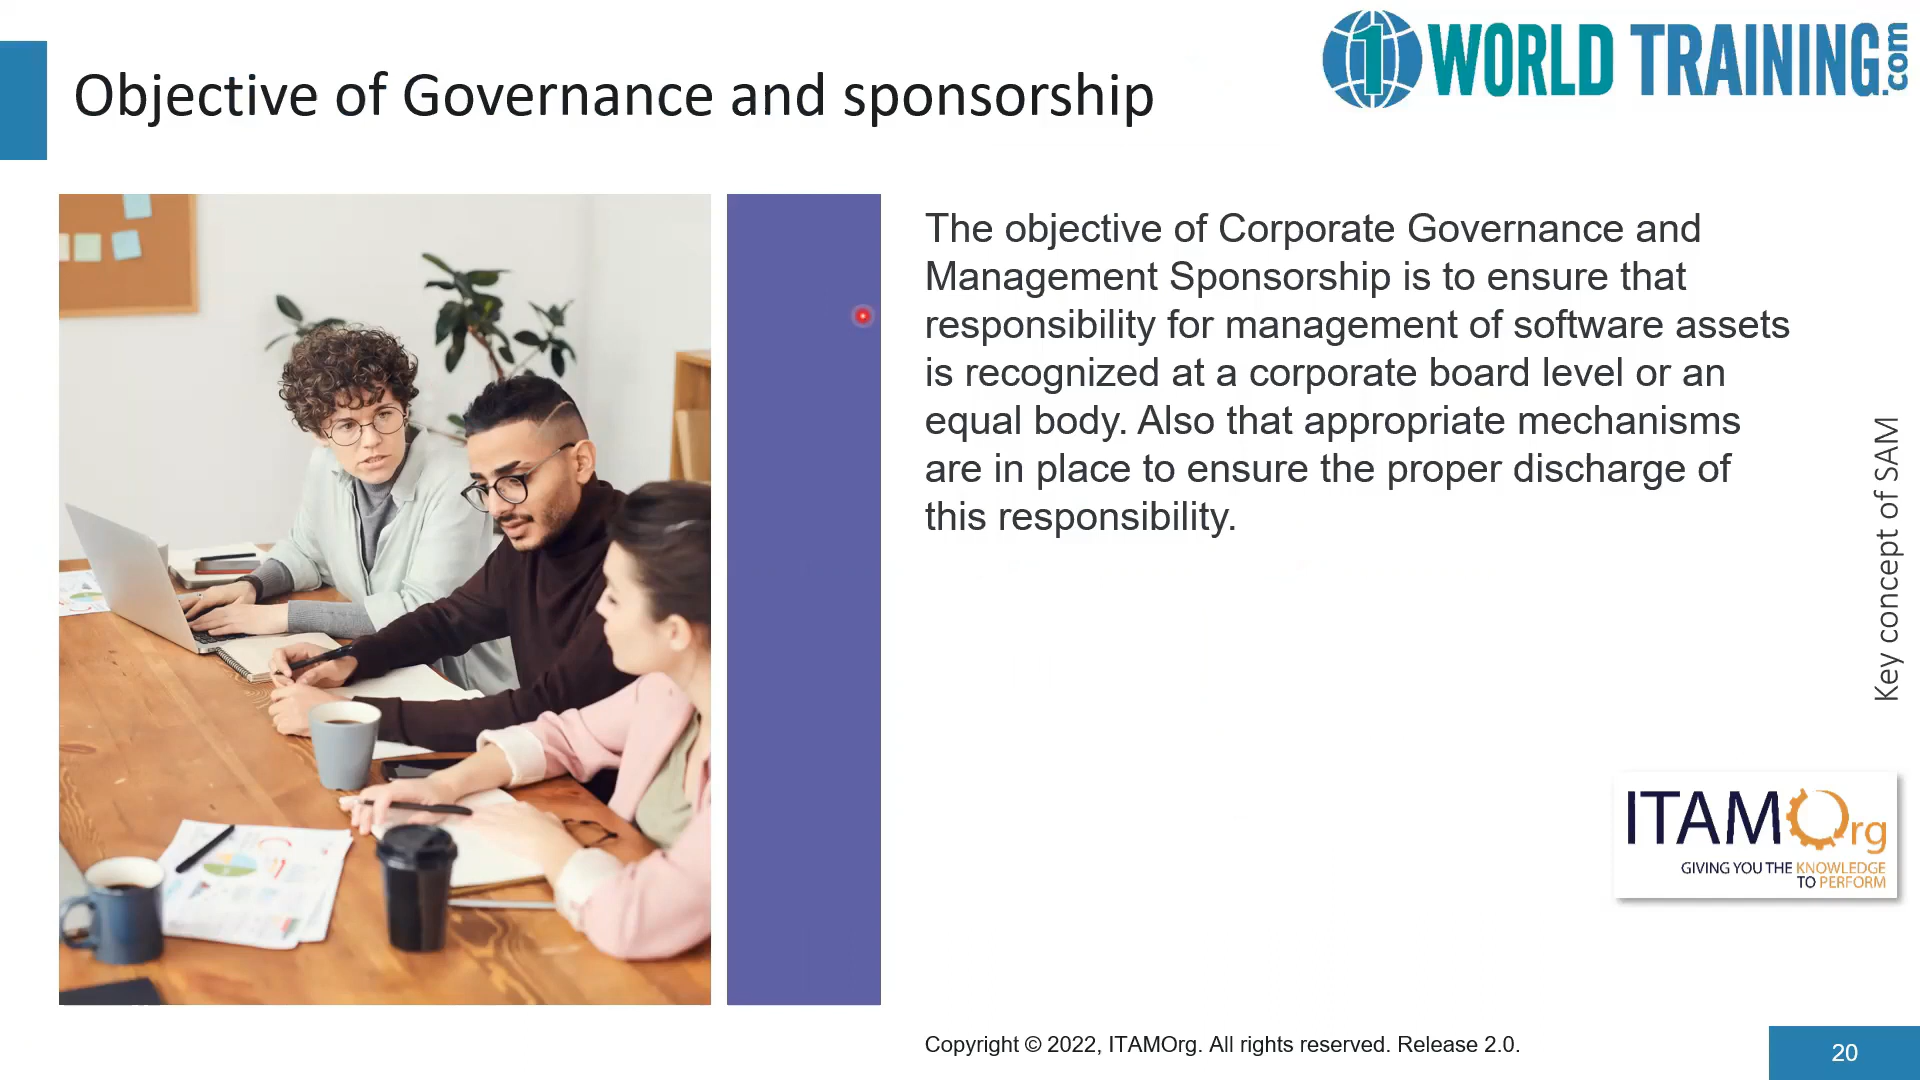 Objective of Governance and sponsorship
1 WORLD TRAINING.com
The objective of Corporate Governance and
Management Sponsorship is to ensure that
responsibility for management of software assets
is recognized at a corporate board level or an
equal body. Also that appropriate mechanisms
are in place to ensure the proper discharge of
this responsibility.
Key concept of SAM
ITAMOrg
GIVING YOU THE KNOWLEDGE
TO PERFORM
Copyright © 2022, ITAMOrg. All rights reserved. Release 2.0.
20